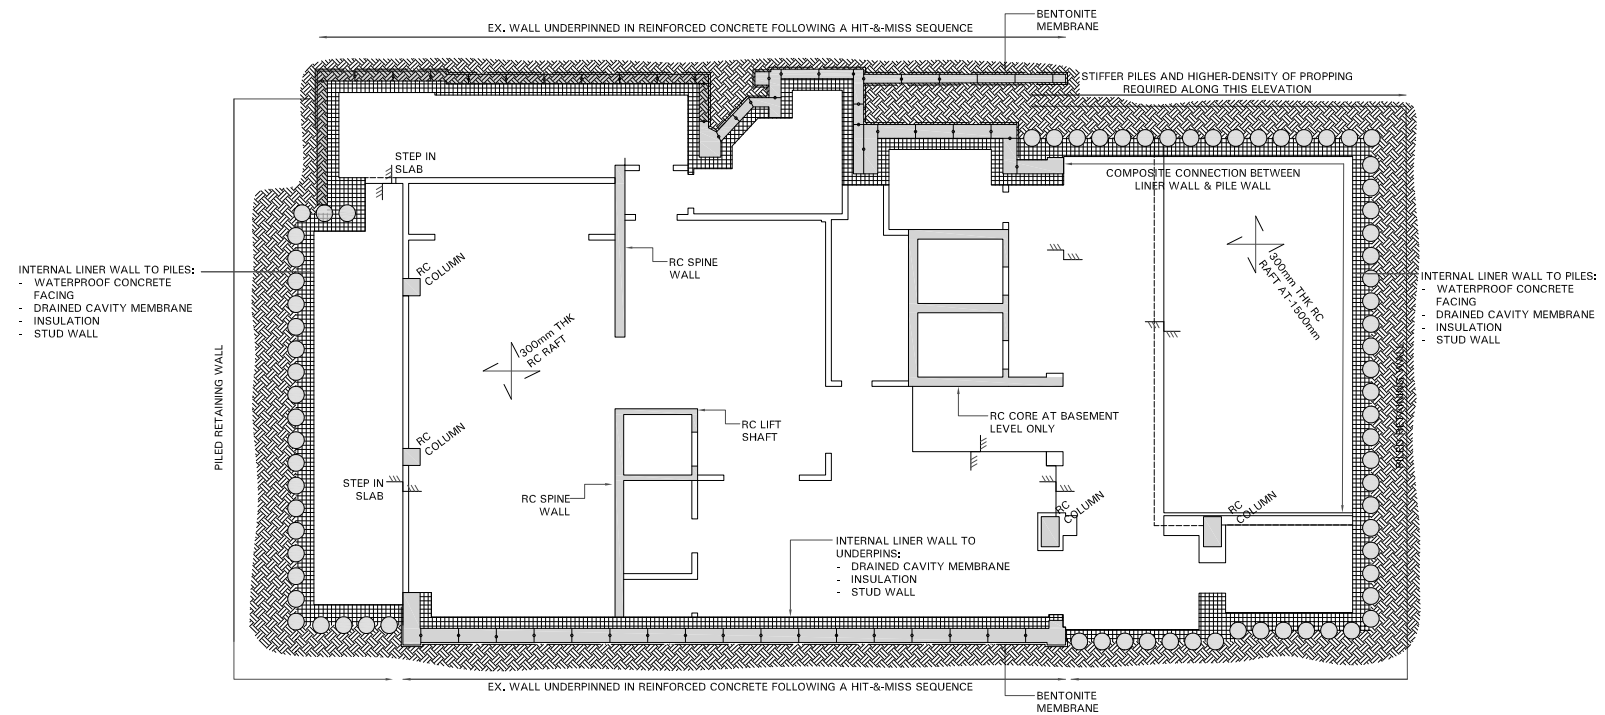 BENTONITE
MEMBRANE
EX. WALL UNDERPINNED IN REINFORCED CONCRETE FOLLOWING A HIT-&-MISS SEQUENCE
STIFFER PILES AND HIGHER-DENSITY OF PROPPING
REQUIRED ALONG THIS ELEVATION
STEP IN
SLAB
COMPOSITE CONNECTION BETWEEN
LINER WALL & PILE WALL
INTERNAL LINER WALL TO PILES:
- WATERPROOF CONCRETE
FACING
- DRAINED CAVITY MEMBRANE
- INSULATION
- STUD WALL
RC
COLUMN
RC SPINE
WALL
300mm THK RC
RAFT AT-1500mm
INTERNAL LINER WALL TO PILES:
- WATERPROOF CONCRETE
FACING
- DRAINED CAVITY MEMBRANE
- INSULATION
- STUD WALL
300mm THK
RC RAFT
PILED RETAINING WALL
PILED RETAINING WALL
RC
COLUMN
RC LIFT
SHAFT
RC CORE AT BASEMENT
LEVEL ONLY
STEP IN
SLAB
RC SPINE
WALL
RC
COLUMN
RC
COLUMN
INTERNAL LINER WALL TO
UNDERPINS:
- DRAINED CAVITY MEMBRANE
- INSULATION
- STUD WALL
EX. WALL UNDERPINNED IN REINFORCED CONCRETE FOLLOWING A HIT-&-MISS SEQUENCE
BENTONITE
MEMBRANE